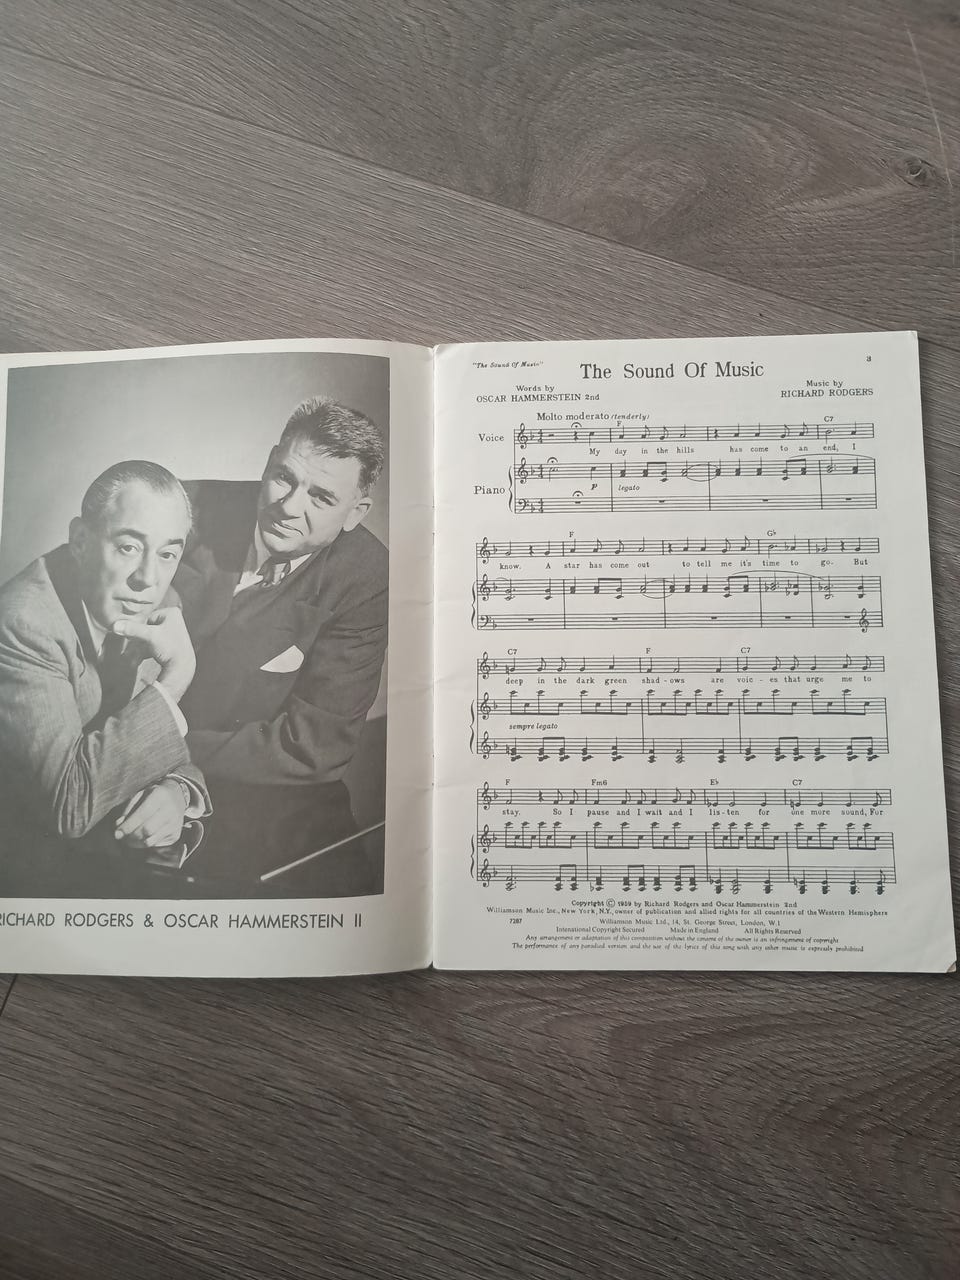 RICHARD RODGERS & OSCAR HAMMERSTEIN II
"The Sound Of Music"
3
The Sound Of Music
Words by
OSCAR HAMMERSTEIN 2nd
Music by
RICHARD RODGERS
Molto moderato (tenderly)
F C7
Voice
My day in the hills has come to an end, I
Piano
p legato
F G♭
know. A star has come out to tell me it's time to go. But
C7 F C7
deep in the dark green shad-ows are voic-es that urge me to
sempre legato
F Fm6 E♭ C7
stay. So I pause and I wait and I lis-ten for one more sound, For
Copyright © 1959 by Richard Rodgers and Oscar Hammerstein 2nd
Williamson Music Inc., New York, N.Y., owner of publication and allied rights for all countries of the Western Hemisphere
7287 Williamson Music Ltd., 14, St. George Street, London, W.1
International Copyright Secured Made in England All Rights Reserved
Any arrangement or adaptation of this composition without the consent of the owner is an infringement of copyright
The performance of any parodied version and the use of the lyrics of this song with any other music is expressly prohibited